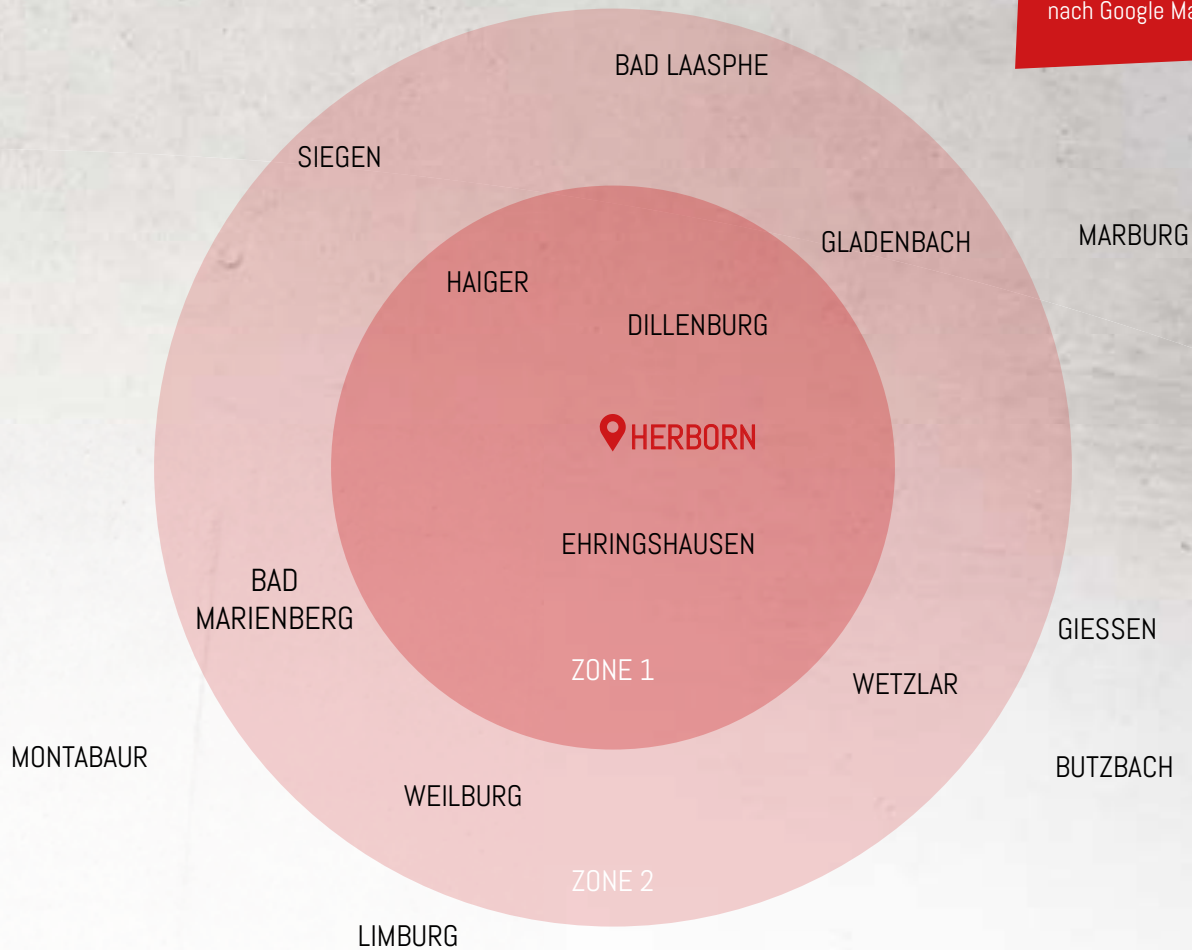 nach Google
BAD LAASPHE
SIEGEN
GLADENBACH
MARBURG
HAIGER
DILLENBURG
HERBORN
EHRINGSHAUSEN
BAD
MARIENBERG
GIESSEN
ZONE 1
WETZLAR
MONTABAUR
BUTZBACH
WEILBURG
ZONE 2
LIMBURG